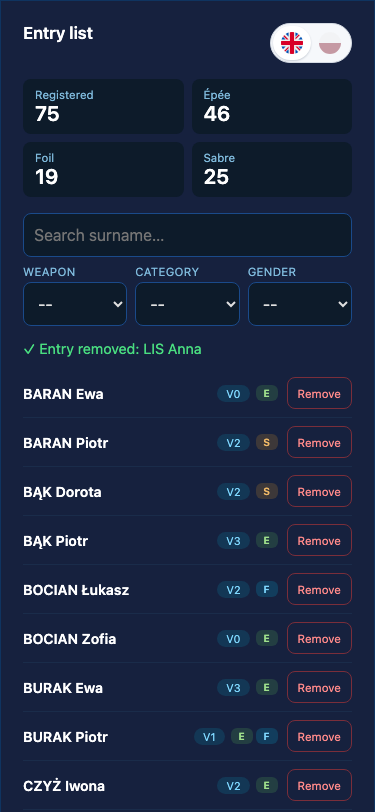 Entry list
Registered Épée
75 46
Foil Sabre
19 25
Search surname...
WEAPON CATEGORY GENDER
-- -- --
✓ Entry removed: LIS Anna
BARAN Ewa V0 E Remove
BARAN Piotr V2 S Remove
BĄK Dorota V2 S Remove
BĄK Piotr V3 E Remove
BOCIAN Łukasz V2 F Remove
BOCIAN Zofia V0 E Remove
BURAK Ewa V3 E Remove
BURAK Piotr V1 E F Remove
CZYŻ Iwona V2 E Remove